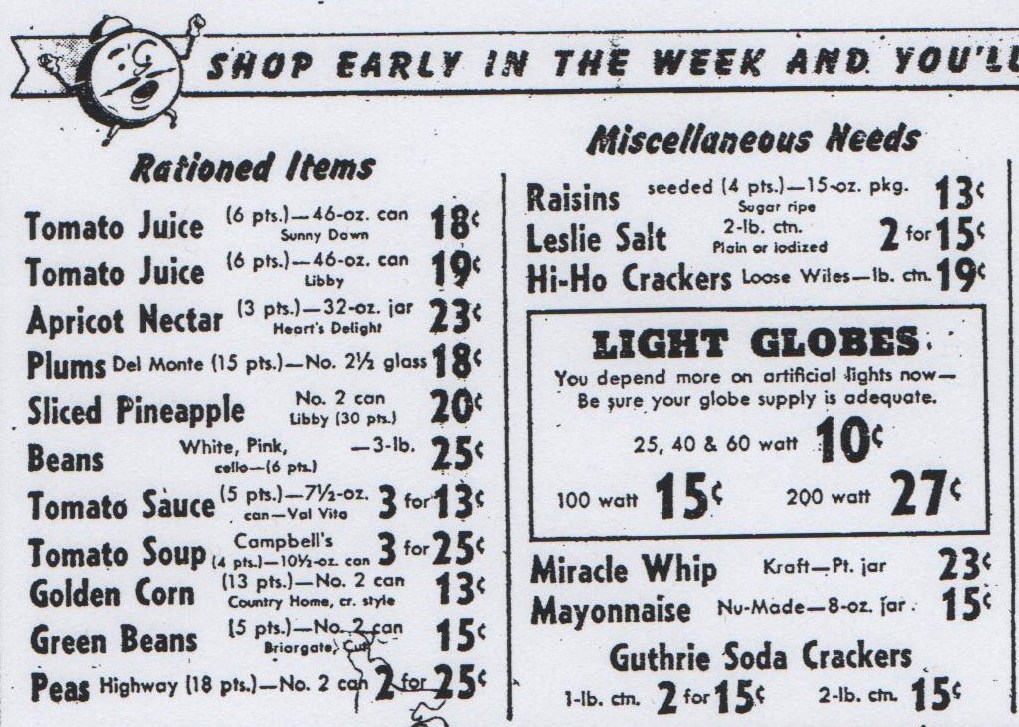 SHOP EARLY IN THE WEEK AND YOU'LL
Rationed Items
Tomato Juice (6 pts.)—46-oz. can 18¢
Sunny Dawn
Tomato Juice (6 pts.)—46-oz. can 19¢
Libby
Apricot Nectar (3 pts.)—32-oz. jar 23¢
Heart's Delight
Plums Del Monte (15 pts.)—No. 2½ glass 18¢
Sliced Pineapple No. 2 can 20¢
Libby (30 pts.)
Beans White, Pink, —3-lb. 25¢
cello—(6 pts.)
Tomato Sauce (5 pts.)—7½-oz. 3 for 13¢
can—Val Vita
Tomato Soup Campbell's 3 for 25¢
(4 pts.)—10½-oz. can
Golden Corn (13 pts.)—No. 2 can 13¢
Country Home, cr. style
Green Beans (5 pts.)—No. 2 can 15¢
Briargate, Cut
Peas Highway (18 pts.)—No. 2 can 2 for 25¢
Miscellaneous Needs
Raisins seeded (4 pts.)—15-oz. pkg. 13¢
Sugar ripe
Leslie Salt 2-lb. ctn. 2 for 15¢
Plain or iodized
Hi-Ho Crackers Loose Wiles—lb. ctn. 19¢
LIGHT GLOBES
You depend more on artificial lights now—
Be sure your globe supply is adequate.
25, 40 & 60 watt 10¢
100 watt 15¢ 200 watt 27¢
Miracle Whip Kraft—Pt. jar 23¢
Mayonnaise Nu-Made—8-oz. jar 15¢
Guthrie Soda Crackers
1-lb. ctn. 2 for 15¢ 2-lb. ctn. 15¢